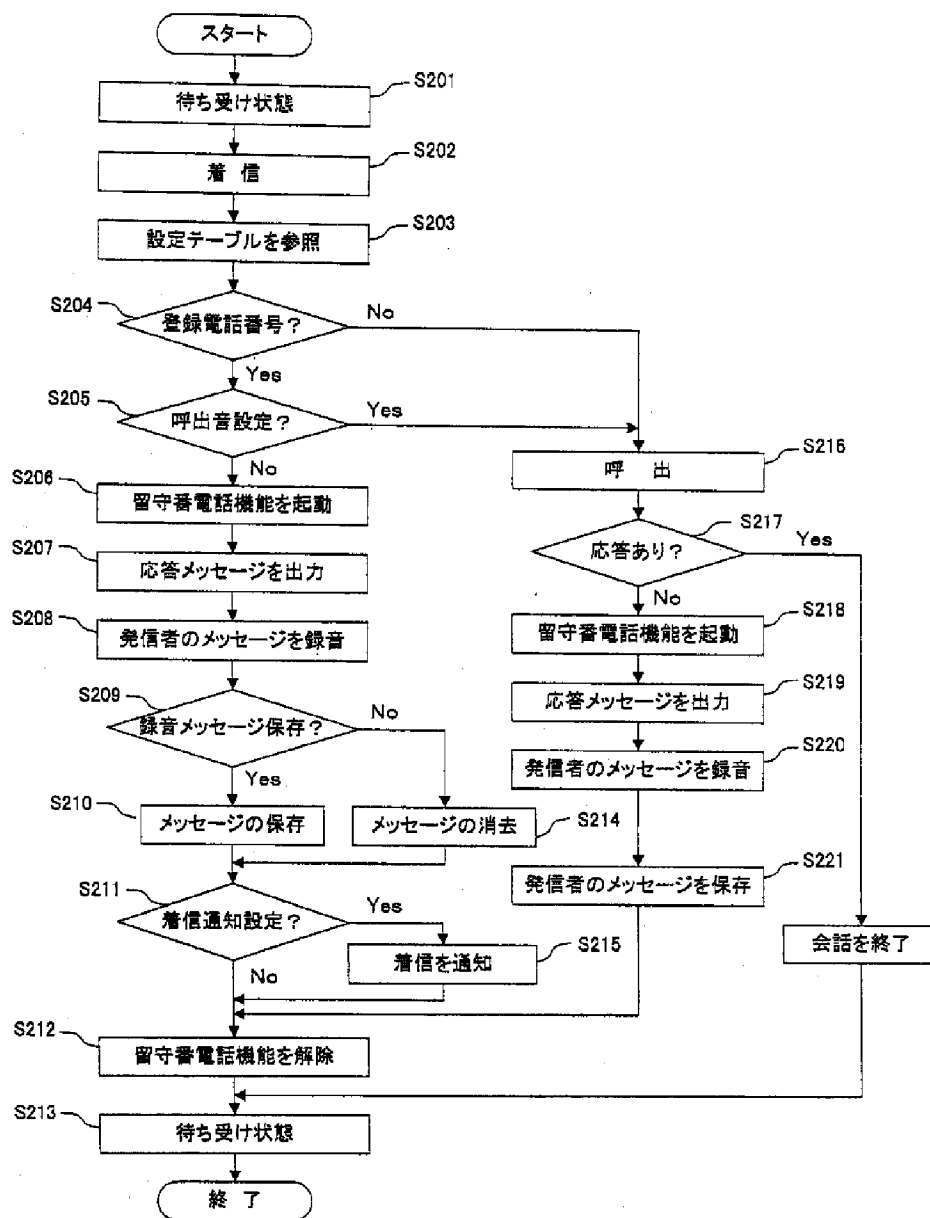 スタート
S201
待ち受け状態
S202
着 信
S203
設定テーブルを参照
S204
登録電話番号?
No
Yes
S205
呼出音設定?
Yes
No
S216
呼 出
S206
留守番電話機能を起動
S217
応答あり?
Yes
No
S207
応答メッセージを出力
S218
留守番電話機能を起動
S208
発信者のメッセージを録音
S219
応答メッセージを出力
S209
録音メッセージ保存?
No
Yes
S220
発信者のメッセージを録音
S210
メッセージの保存
メッセージの消去
S214
S221
発信者のメッセージを保存
S211
着信通知設定?
Yes
No
S215
着信を通知
会話を終了
S212
留守番電話機能を解除
S213
待ち受け状態
終 了